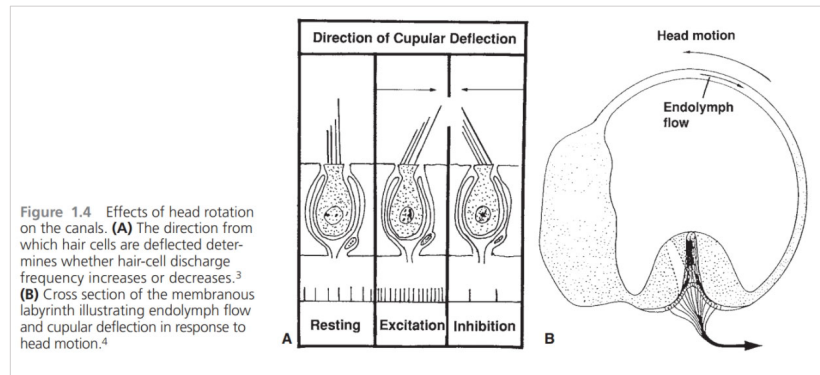 Direction of Cupular Deflection
Resting
Excitation
Inhibition
A
Head motion
Endolymph
flow
B
Figure 1.4 Effects of head rotation
on the canals. (A) The direction from
which hair cells are deflected deter-
mines whether hair-cell discharge
frequency increases or decreases.3
(B) Cross section of the membranous
labyrinth illustrating endolymph flow
and cupular deflection in response to
head motion.4